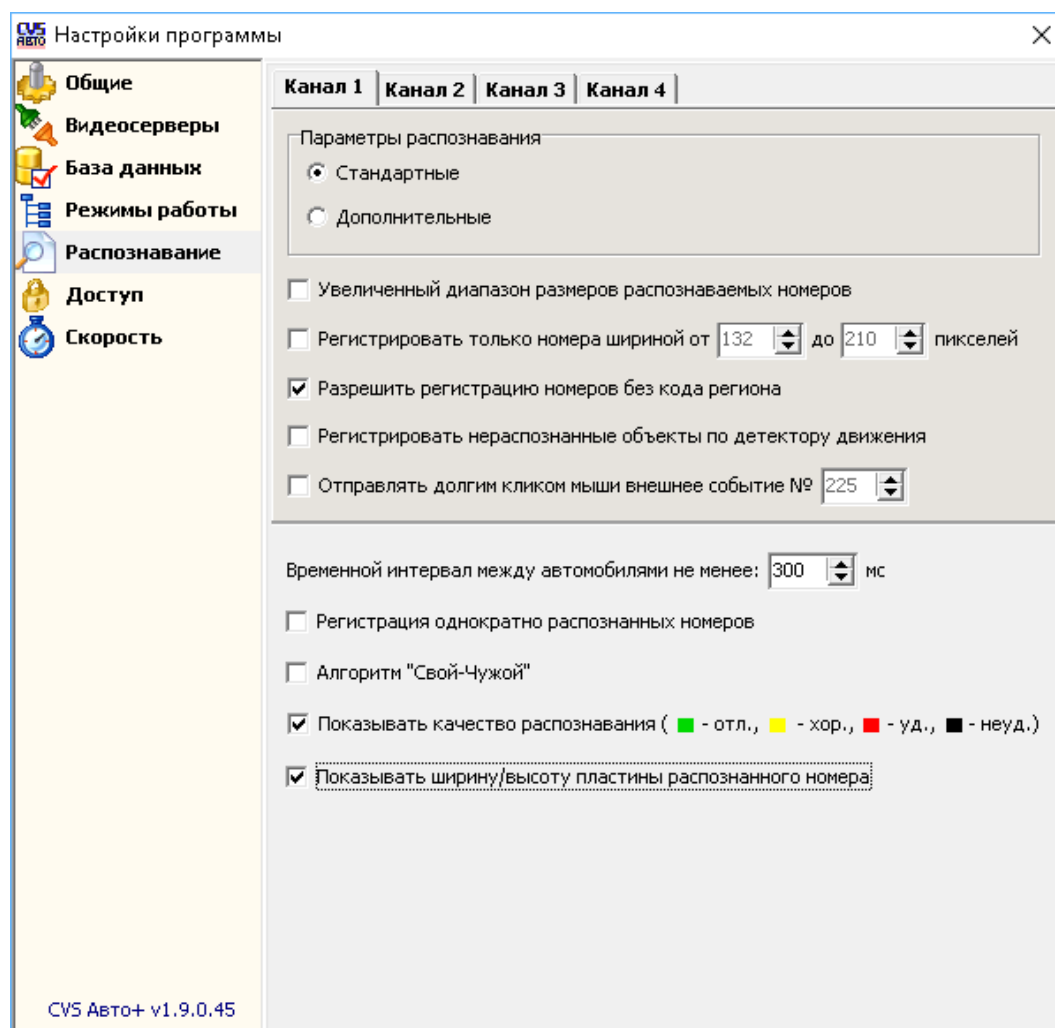 CVS АВТО Настройки программы
Общие
Видеосерверы
База данных
Режимы работы
Распознавание
Доступ
Скорость
CVS Авто+ v1.9.0.45
Канал 1 Канал 2 Канал 3 Канал 4
Параметры распознавания
Стандартные
Дополнительные
Увеличенный диапазон размеров распознаваемых номеров
Регистрировать только номера шириной от 132 до 210 пикселей
Разрешить регистрацию номеров без кода региона
Регистрировать нераспознанные объекты по детектору движения
Отправлять долгим кликом мыши внешнее событие № 225
Временной интервал между автомобилями не менее: 300 мс
Регистрация однократно распознанных номеров
Алгоритм "Свой-Чужой"
Показывать качество распознавания ( - отл., - хор., - уд., - неуд.)
Показывать ширину/высоту пластины распознанного номера